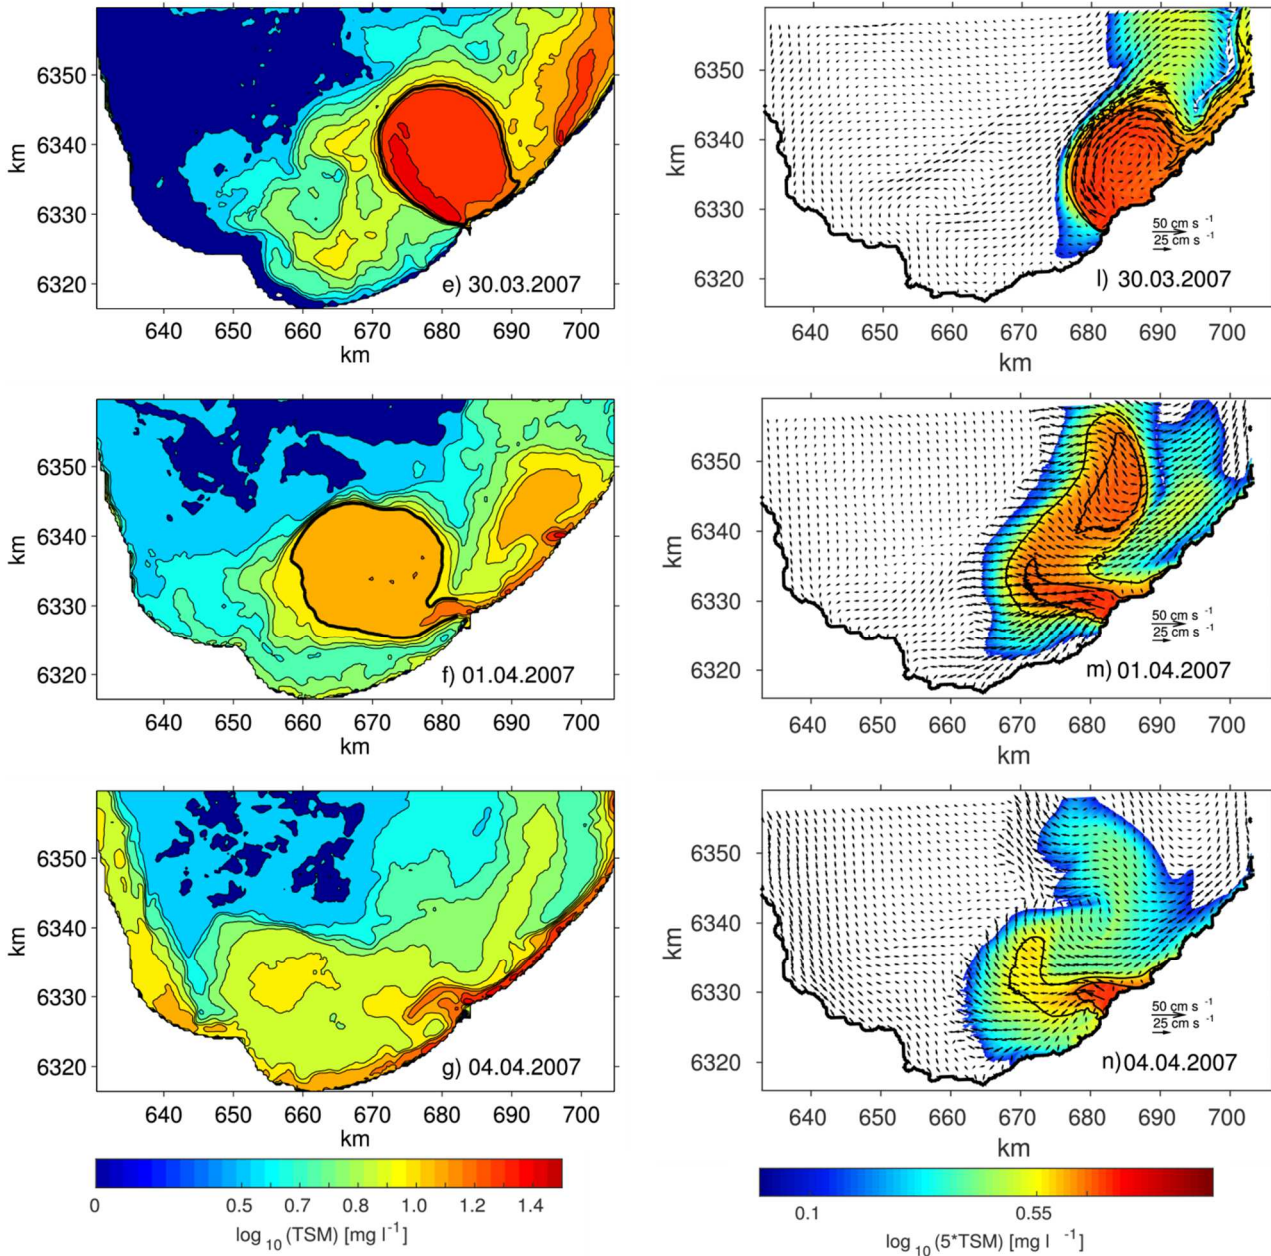 km
6350
6340
6330
6320
e) 30.03.2007
640 650 660 670 680 690 700
km
km
6350
6340
6330
6320
50 cm s -1
25 cm s -1
l) 30.03.2007
640 650 660 670 680 690 700
km
km
6350
6340
6330
6320
f) 01.04.2007
640 650 660 670 680 690 700
km
km
6350
6340
6330
6320
50 cm s -1
25 cm s -1
m) 01.04.2007
640 650 660 670 680 690 700
km
km
6350
6340
6330
6320
g) 04.04.2007
640 650 660 670 680 690 700
km
km
6350
6340
6330
6320
50 cm s -1
25 cm s -1
n)04.04.2007
640 650 660 670 680 690 700
km
0 0.5 0.7 0.8 1.0 1.2 1.4
log 10 (TSM) [mg l-1]
0.1 0.55
log 10 (5*TSM) [mg l -1]